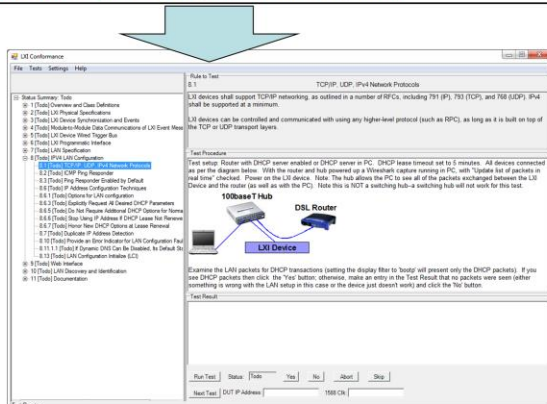 LXI Conformance
File Tests Settings Help
Status Summary: Todo
1 [Todo] Overview and Class Definitions
2 [Todo] LXI Physical Specifications
3 [Todo] LXI Device Synchronization and Events
4 [Todo] Module-to-Module Data Communications of LXI Event Mess
5 [Todo] LXI Device Wired Trigger Bus
6 [Todo] LXI Programmatic Interface
7 [Todo] LAN Specification
8 [Todo] IPV4 LAN Configuration
8.1 [Todo] TCP/IP, UDP, IPv4 Network Protocols
8.2 [Todo] ICMP Ping Responder
8.3 [Todo] Ping Responder Enabled by Default
8.6 [Todo] IP Address Configuration Techniques
8.6.1 [Todo] Options for LAN configuration
8.6.3 [Todo] Explicitly Request All Desired DHCP Parameters
8.6.5 [Todo] Do Not Require Additional DHCP Options for Norma
8.6.6 [Todo] Stop Using IP Address If DHCP Lease Not Renewe
8.6.7 [Todo] Honor New DHCP Options at Lease Renewal
8.7 [Todo] Duplicate IP Address Detection
8.10 [Todo] Provide an Error Indicator for LAN Configuration Faul
8.11.1 [Todo] If Dynamic DNS Can Be Disabled, its Default St
8.13 [Todo] LAN Configuration Initialize (LCI)
9 [Todo] Web Interface
10 [Todo] LAN Discovery and Identification
11 [Todo] Documentation
Rule to Test
8.1 TCP/IP, UDP, IPv4 Network Protocols
LXI devices shall support TCP/IP networking, as outlined in a number of RFCs, including 791 (IP), 793 (TCP), and 768 (UDP). IPv4
shall be supported at a minimum.
LXI devices can be controlled and communicated with using any higher-level protocol (such as RPC), as long as it is built on top of
the TCP or UDP transport layers.
Test Procedure
Test setup: Router with DHCP server enabled or DHCP server in PC. DHCP lease timeout set to 5 minutes. All devices connected
as per the diagram below. With the router and hub powered up a Wireshark capture running in PC, with "Update list of packets in
real time" checked. Power on the LXI device. Note: The hub allows the PC to see all of the packets exchanged between the LXI
Device and the router (as well as with the PC). Note this is NOT a switching hub--a switching hub will not work for this test.
100baseT Hub
DSL Router
LXI Device
Examine the LAN packets for DHCP transactions (setting the display filter to 'bootp' will present only the DHCP packets). If you
see DHCP packets then click the 'Yes' button; otherwise, make an entry in the Test Result that no packets were seen (either
something is wrong with the LAN setup in this case or the device just doesn't work) and click the 'No' button.
Test Result
Run Test Status: Todo Yes No Abort Skip
Next Test DUT IP Address: 1588 Clk: